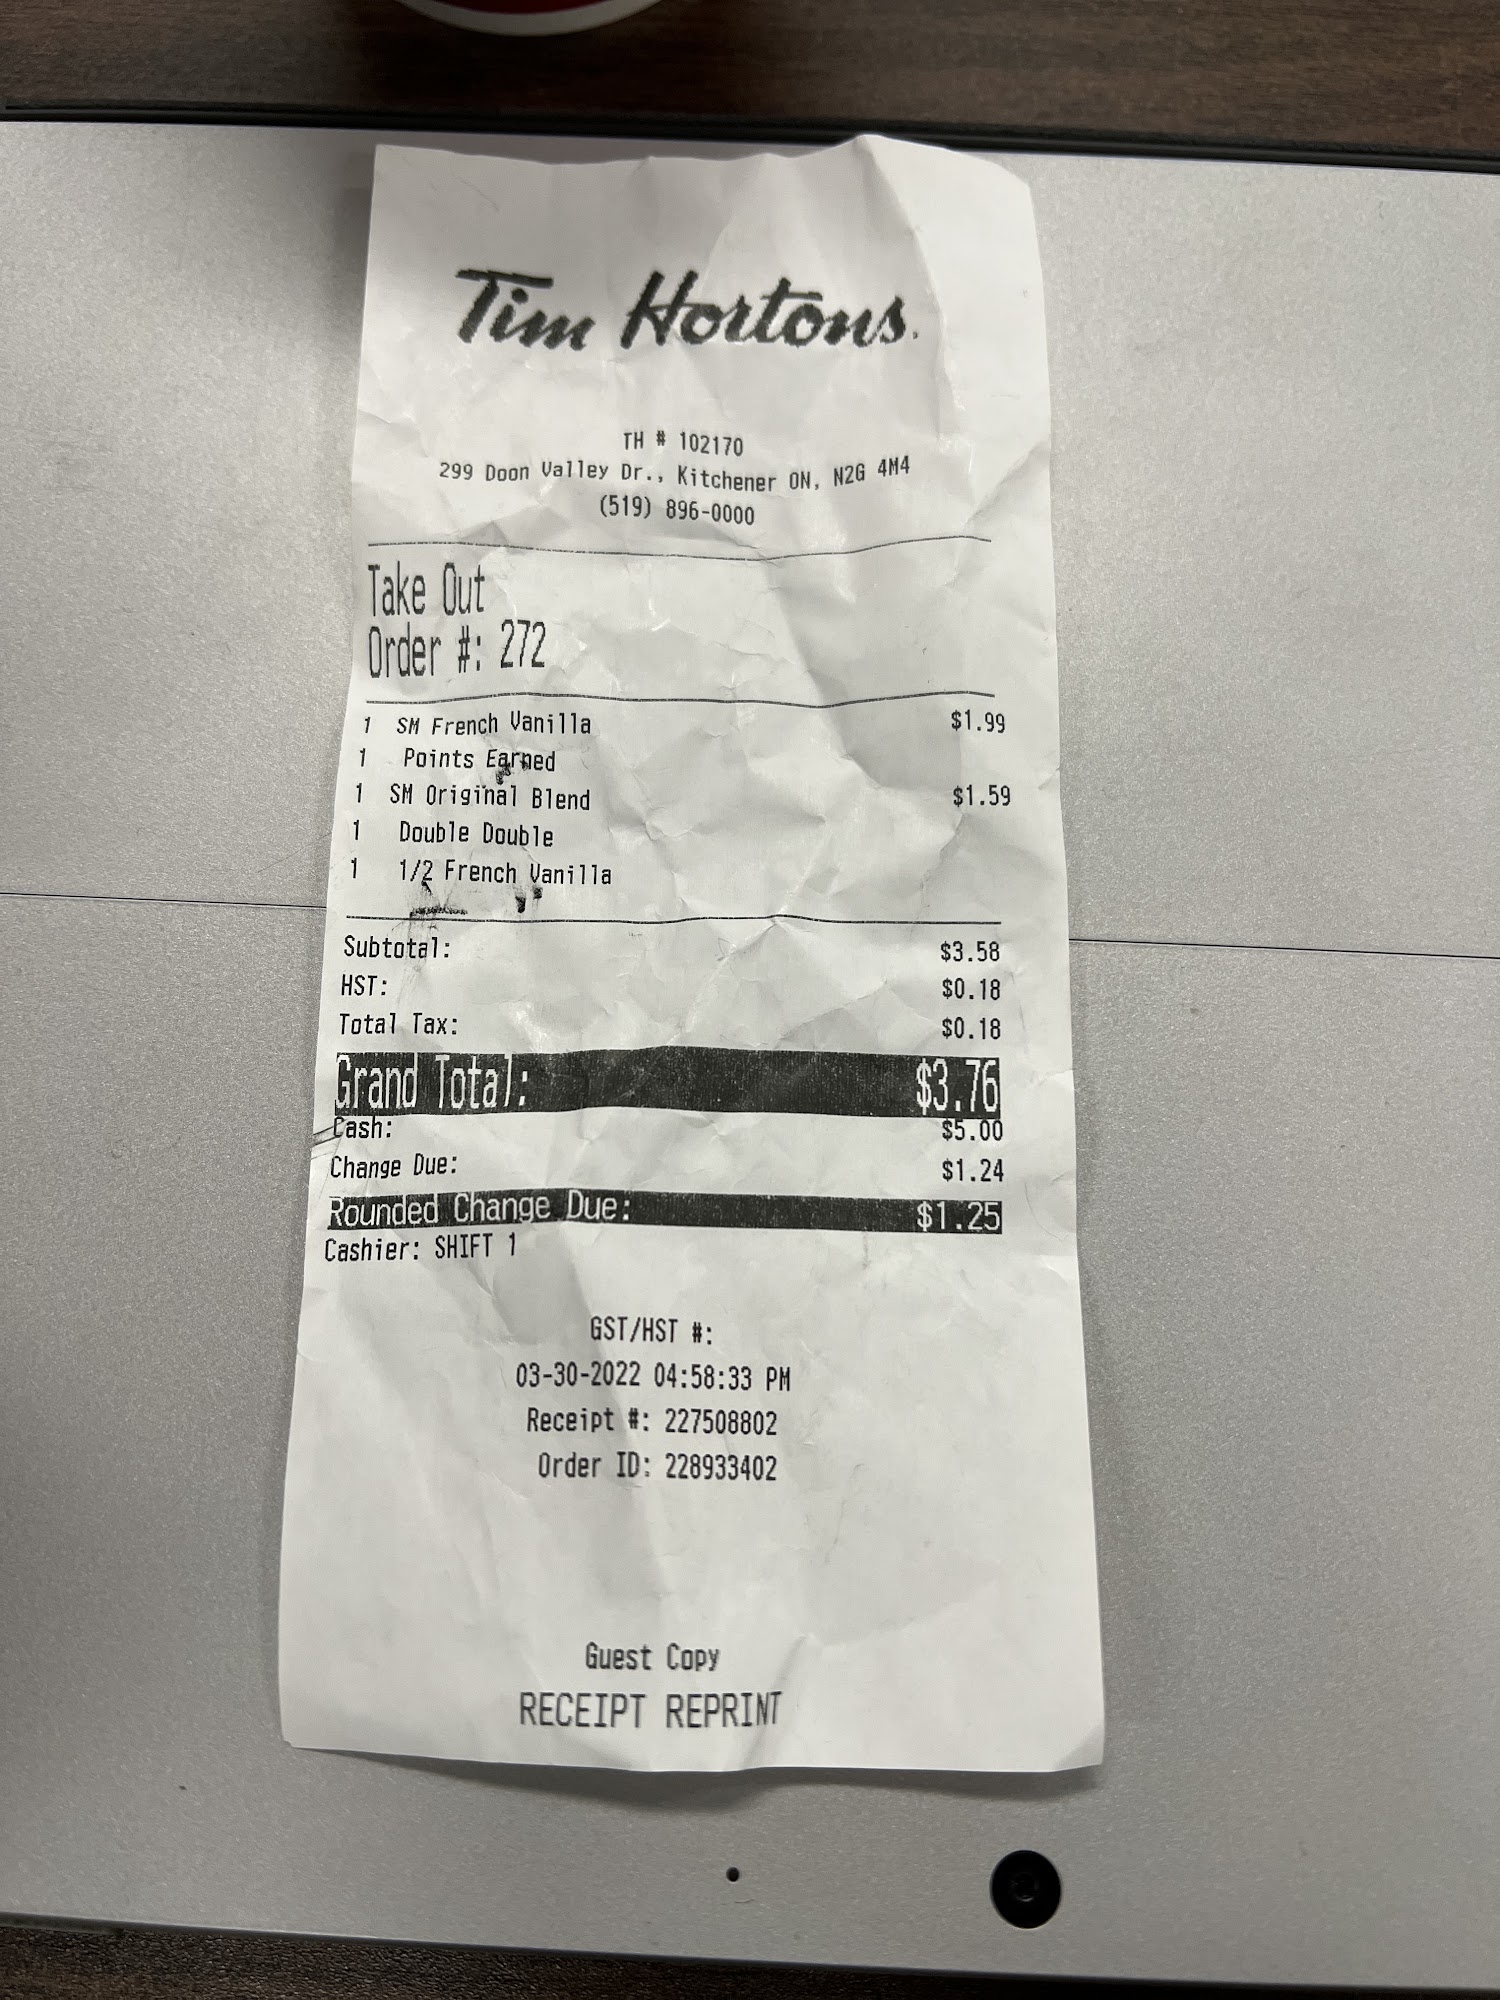 Tim Hortons.
TH # 102170
299 Doon Valley Dr., Kitchener ON, N2G 4M4
(519) 896-0000
Take Out
Order #: 272
1 SM French Vanilla $1.99
1 Points Earned
1 SM Original Blend $1.59
1 Double Double
1 1/2 French Vanilla
Subtotal: $3.58
HST: $0.18
Total Tax: $0.18
Grand Total: $3.76
Cash: $5.00
Change Due: $1.24
Rounded Change Due: $1.25
Cashier: SHIFT 1
GST/HST #:
03-30-2022 04:58:33 PM
Receipt #: 227508802
Order ID: 228933402
Guest Copy
RECEIPT REPRINT